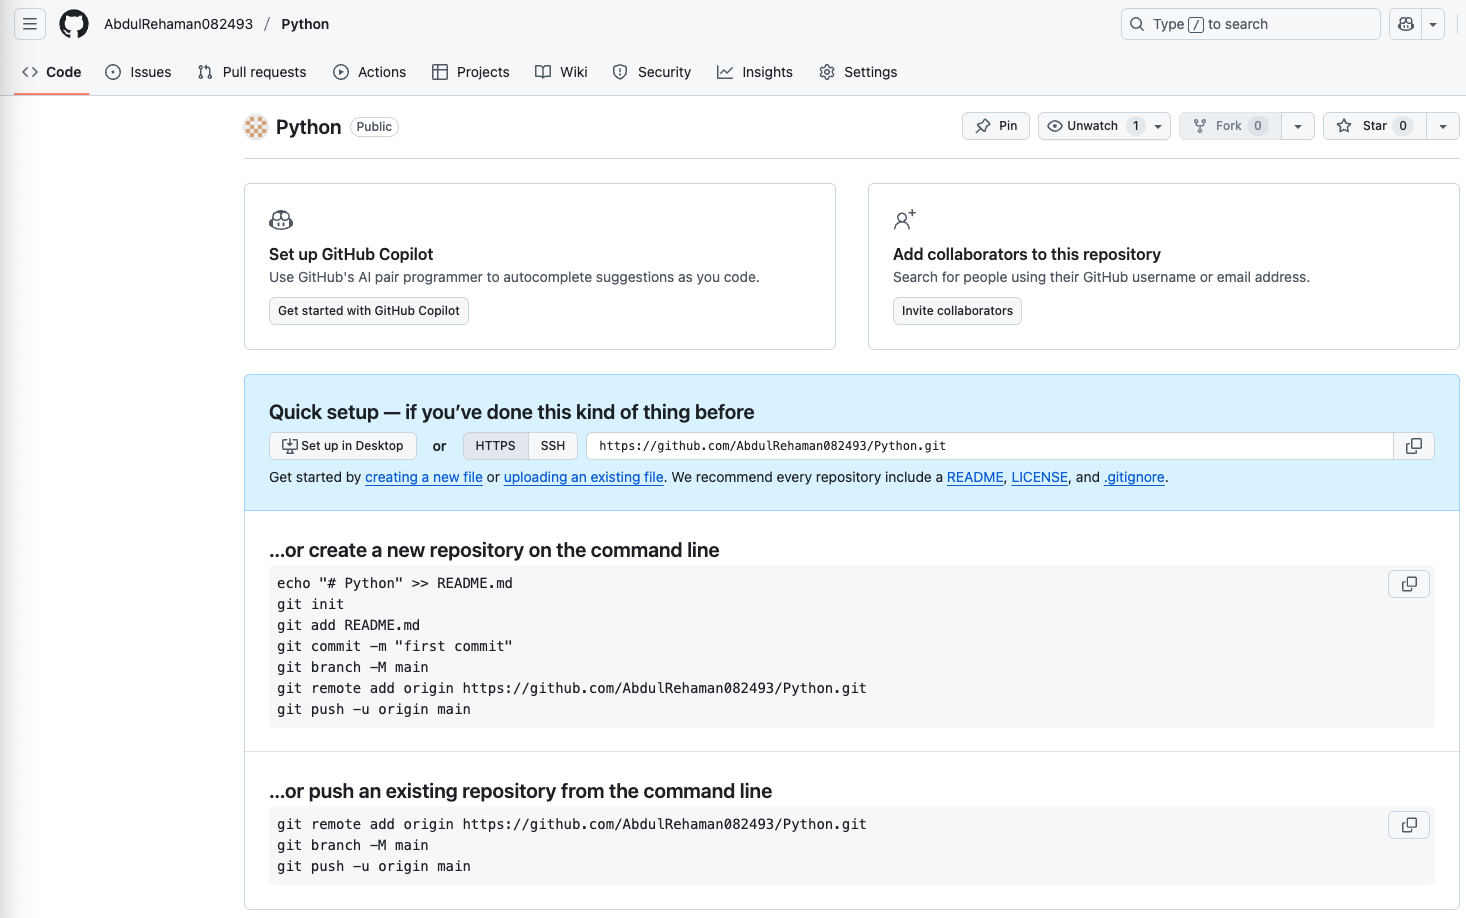 AbdulRehaman082493 / Python
Type / to search
Code Issues Pull requests Actions Projects Wiki Security Insights Settings
Python Public
Pin Unwatch 1 Fork 0 Star 0
Set up GitHub Copilot
Use GitHub's AI pair programmer to autocomplete suggestions as you code.
Get started with GitHub Copilot
Add collaborators to this repository
Search for people using their GitHub username or email address.
Invite collaborators
Quick setup — if you’ve done this kind of thing before
Set up in Desktop or HTTPS SSH https://github.com/AbdulRehaman082493/Python.git
Get started by creating a new file or uploading an existing file. We recommend every repository include a README, LICENSE, and .gitignore.
…or create a new repository on the command line
echo "# Python" >> README.md
git init
git add README.md
git commit -m "first commit"
git branch -M main
git remote add origin https://github.com/AbdulRehaman082493/Python.git
git push -u origin main
…or push an existing repository from the command line
git remote add origin https://github.com/AbdulRehaman082493/Python.git
git branch -M main
git push -u origin main